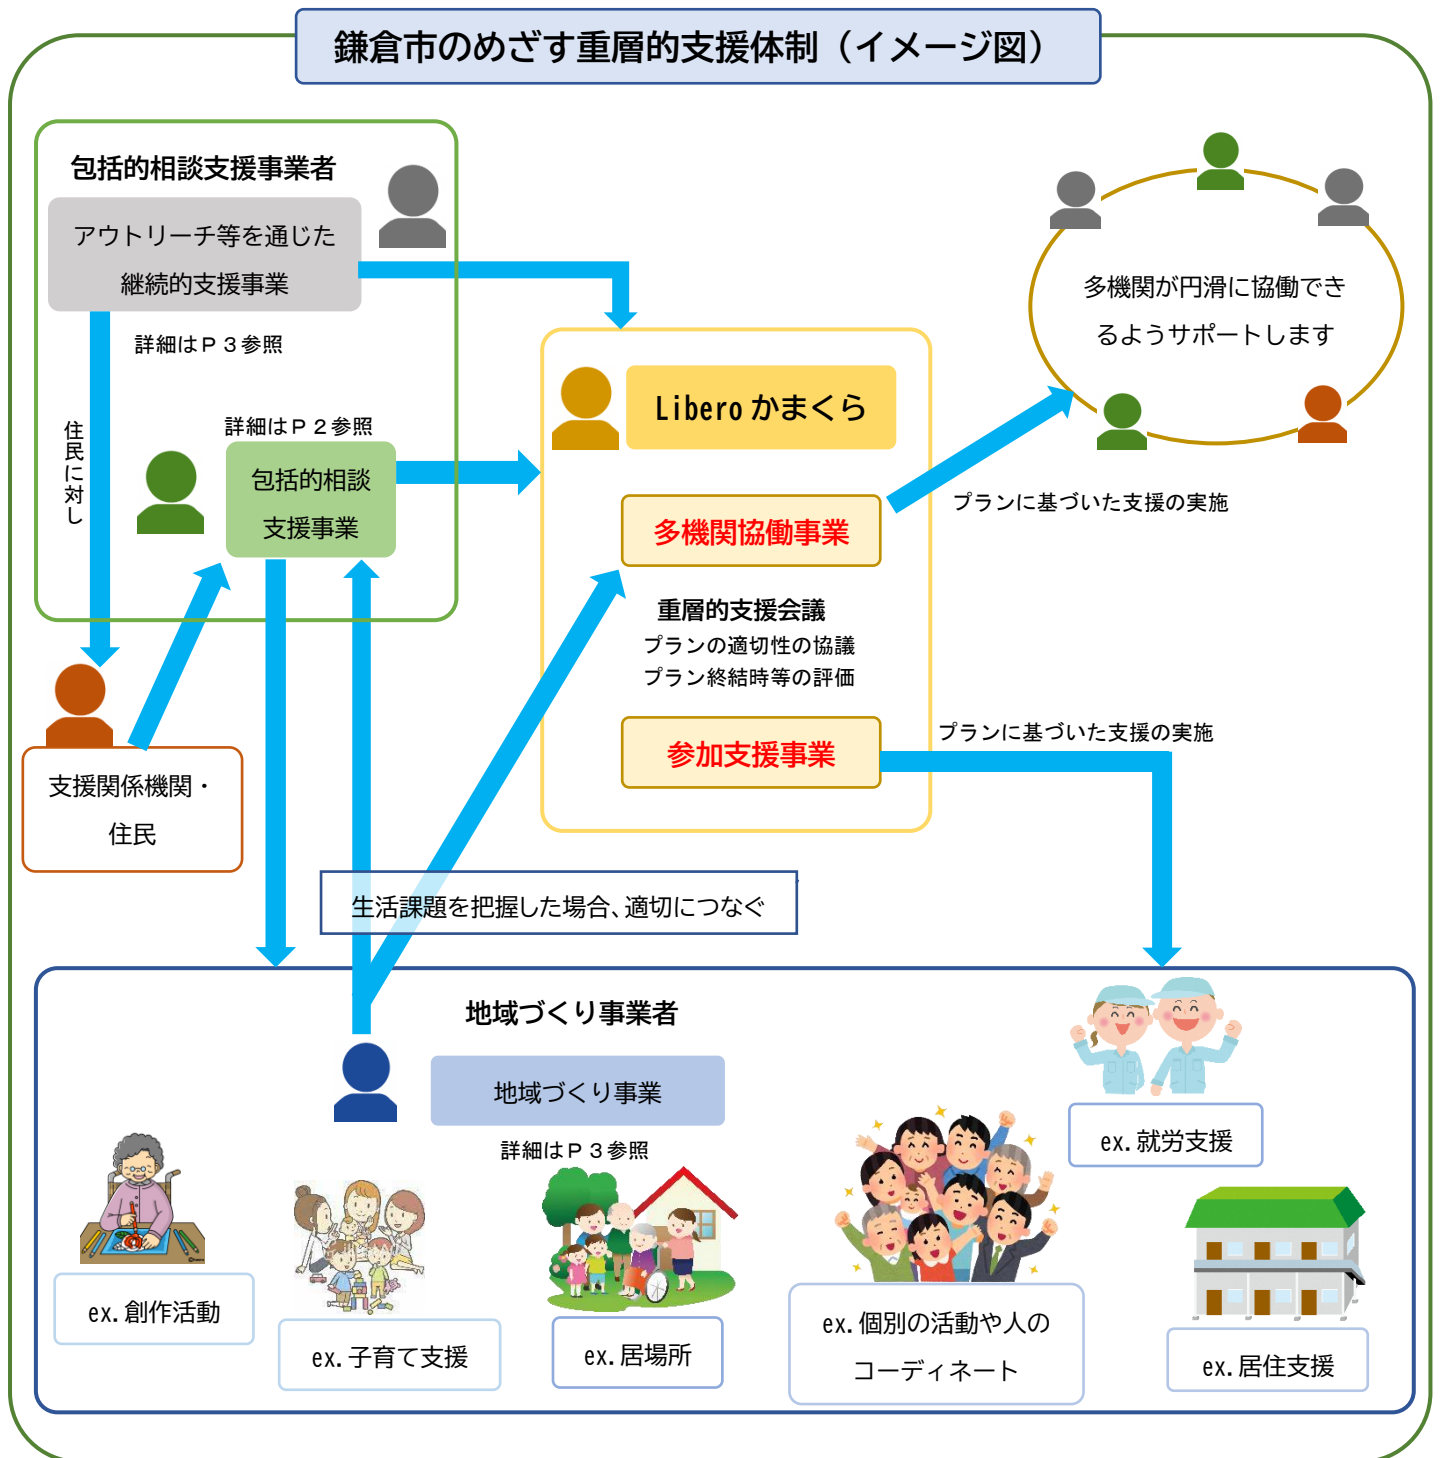 鎌倉市のめざす重層的支援体制（イメージ図）
包括的相談支援事業者
アウトリーチ等を通じた
継続的支援事業
詳細はＰ３参照
住民に対し
詳細はＰ２参照
包括的相談
支援事業
支援関係機関・
住民
Liberoかまくら
多機関協働事業
重層的支援会議
プランの適切性の協議
プラン終結時等の評価
参加支援事業
多機関が円滑に協働でき
るようサポートします
プランに基づいた支援の実施
プランに基づいた支援の実施
生活課題を把握した場合、適切につなぐ
地域づくり事業者
地域づくり事業
詳細はＰ３参照
ex.創作活動
ex.子育て支援
ex.居場所
ex.個別の活動や人の
コーディネート
ex.就労支援
ex.居住支援